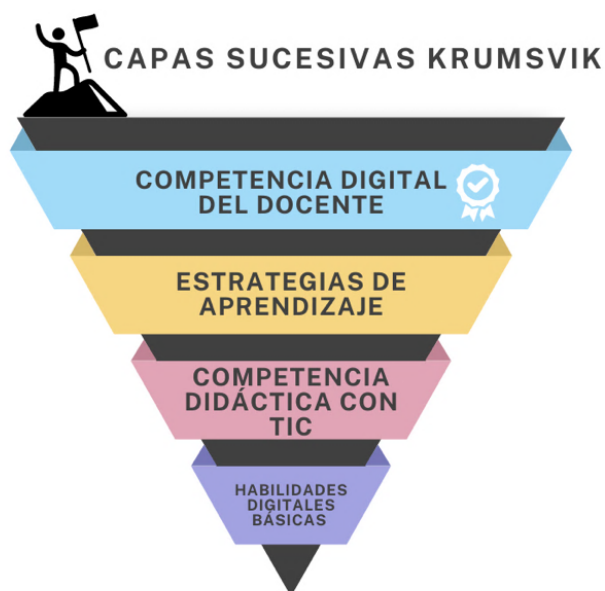 CAPAS SUCESIVAS KRUMSVIK
COMPETENCIA DIGITAL
DEL DOCENTE
ESTRATEGIAS DE
APRENDIZAJE
COMPETENCIA
DIDÁCTICA CON
TIC
HABILIDADES
DIGITALES
BÁSICAS